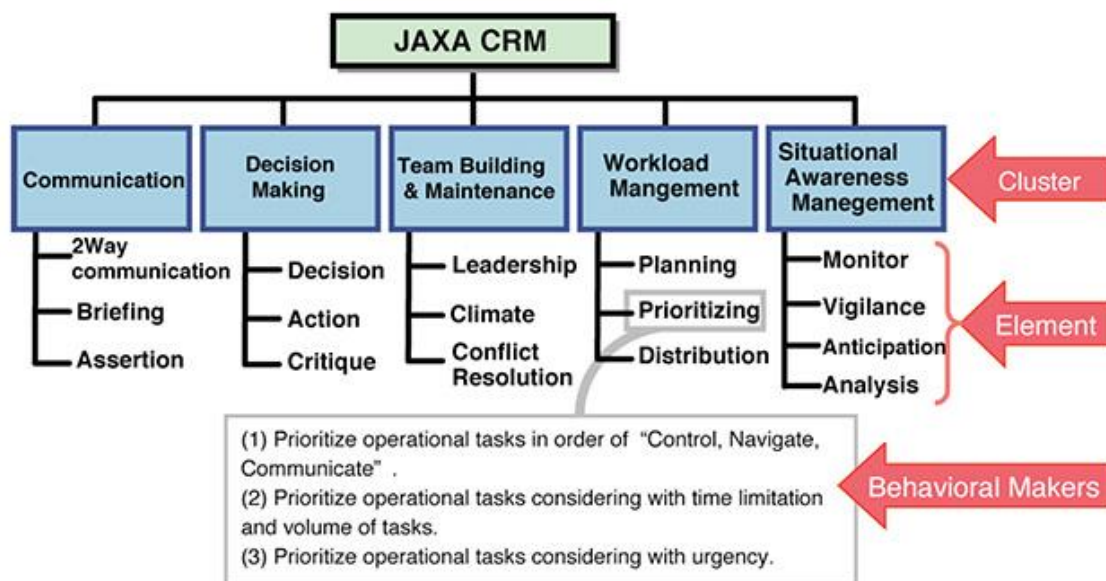 JAXA CRM
Communication
Decision
Making
Team Building
& Maintenance
Workload
Mangement
Situational
Awareness
Manegement
Cluster
2Way
communication
Briefing
Assertion
Decision
Action
Critique
Leadership
Climate
Conflict
Resolution
Planning
Prioritizing
Distribution
Monitor
Vigilance
Anticipation
Analysis
Element
(1) Prioritize operational tasks in order of “Control, Navigate,
Communicate” .
(2) Prioritize operational tasks considering with time limitation
and volume of tasks.
(3) Prioritize operational tasks considering with urgency.
Behavioral Makers